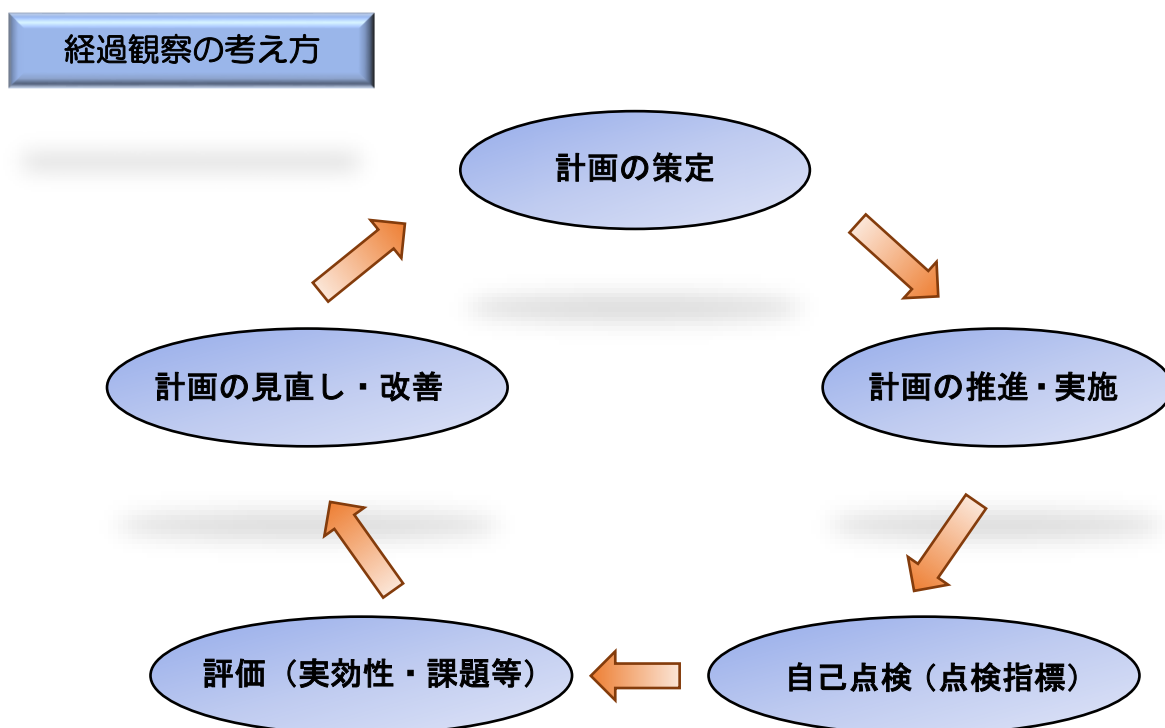 経過観察の考え方
計画の策定
計画の推進・実施
自己点検（点検指標）
評価（実効性・課題等）
計画の見直し・改善